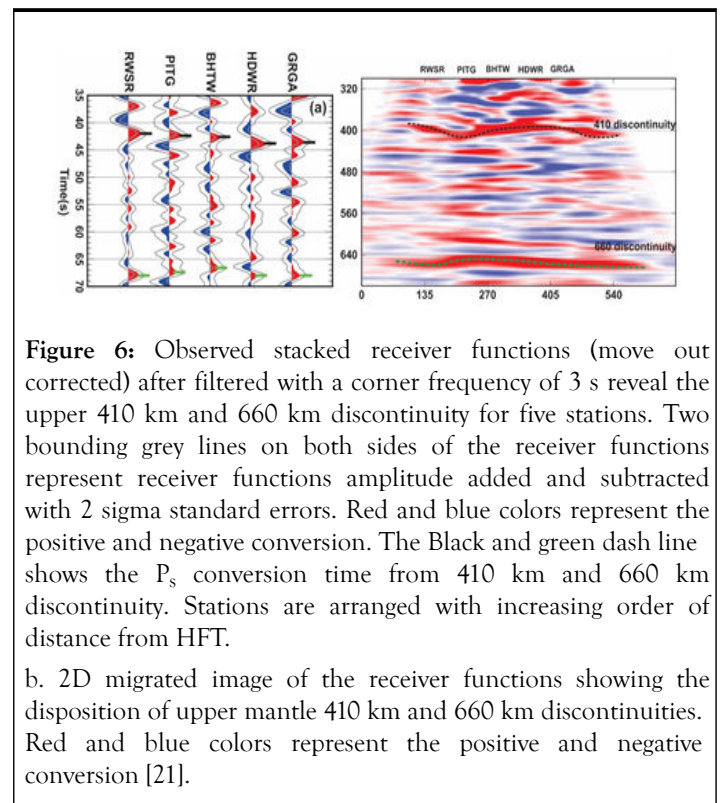 RWSR
PITG
BHTW
HDWR
GRGA
(a)
35
40
45
50
55
60
65
70
Time(s)
RWSR PITG BHTW HDWR GRGA
320
400
480
560
640
410 discontinuity
660 discontinuity
0 135 270 405 540
Figure 6: Observed stacked receiver functions (move out
corrected) after filtered with a corner frequency of 3 s reveal the
upper 410 km and 660 km discontinuity for five stations. Two
bounding grey lines on both sides of the receiver functions
represent receiver functions amplitude added and subtracted
with 2 sigma standard errors. Red and blue colors represent the
positive and negative conversion. The Black and green dash line
shows the Ps conversion time from 410 km and 660 km
discontinuity. Stations are arranged with increasing order of
distance from HFT.
b. 2D migrated image of the receiver functions showing the
disposition of upper mantle 410 km and 660 km discontinuities.
Red and blue colors represent the positive and negative
conversion [21].